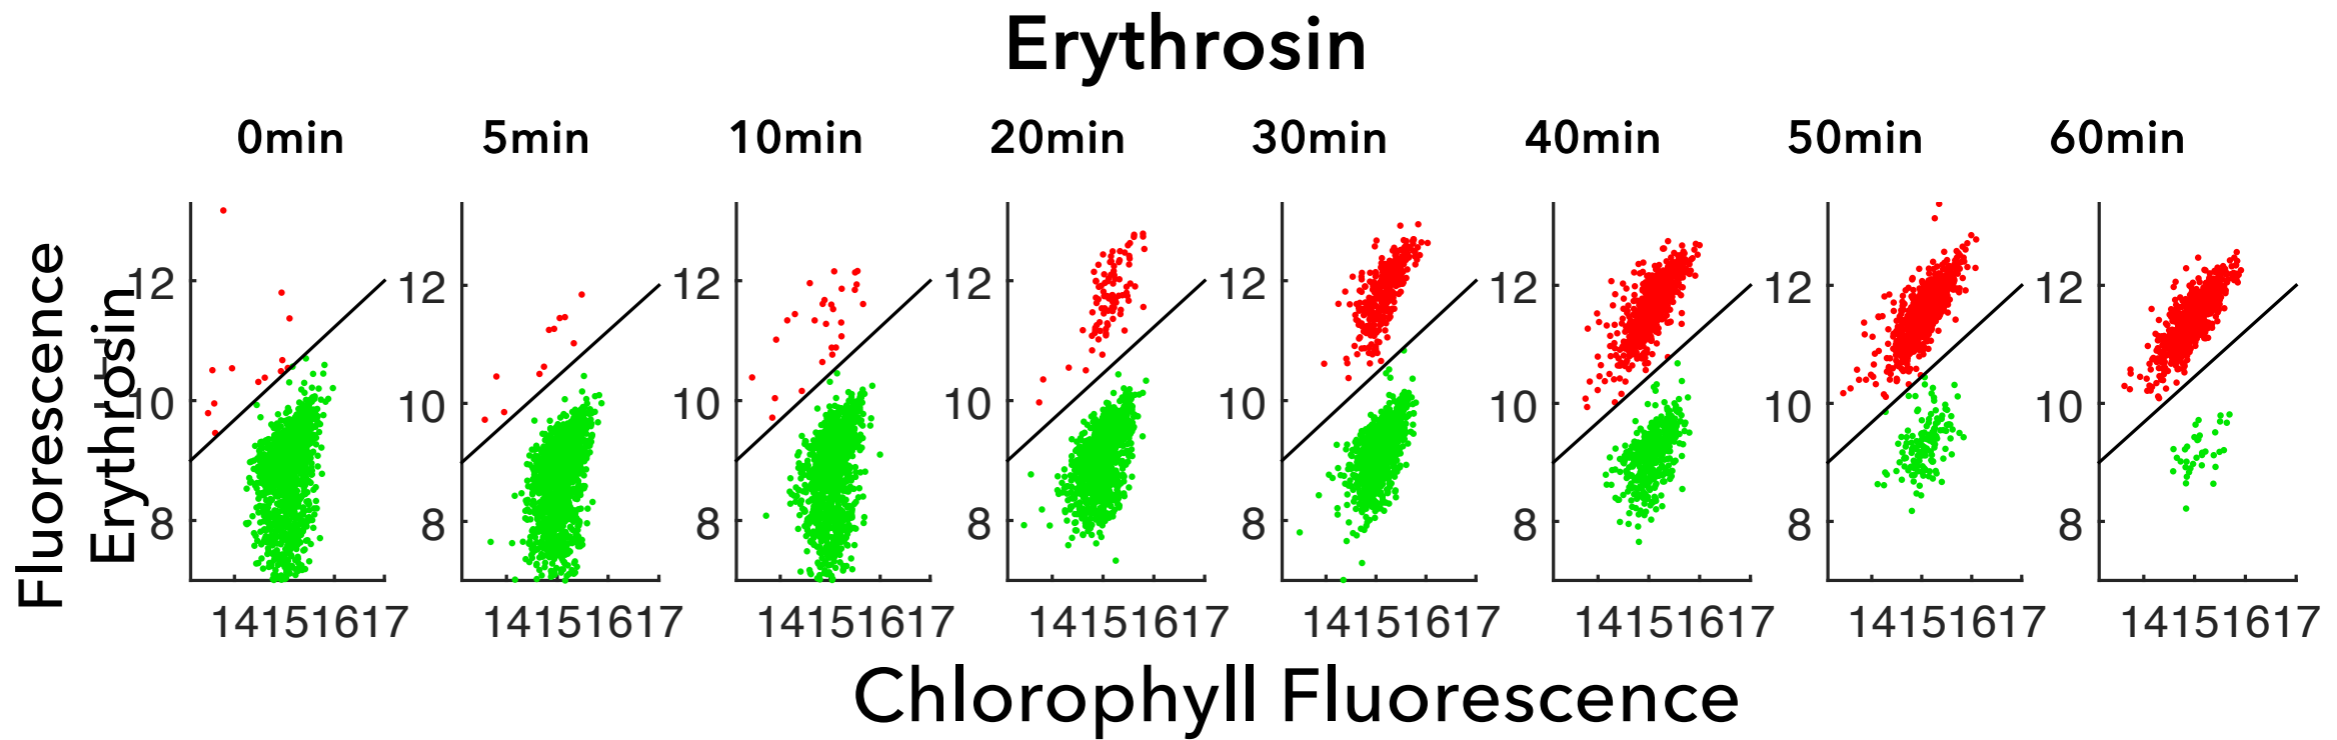 Erythrosin
0min 5min 10min 20min 30min 40min 50min 60min
Fluorescence
Erythrosin
12 12 12 12 12 12 12 12
10 10 10 10 10 10 10 10
8 8 8 8 8 8 8 8
14151617 14151617 14151617 14151617 14151617 14151617 14151617 14151617
Chlorophyll Fluorescence